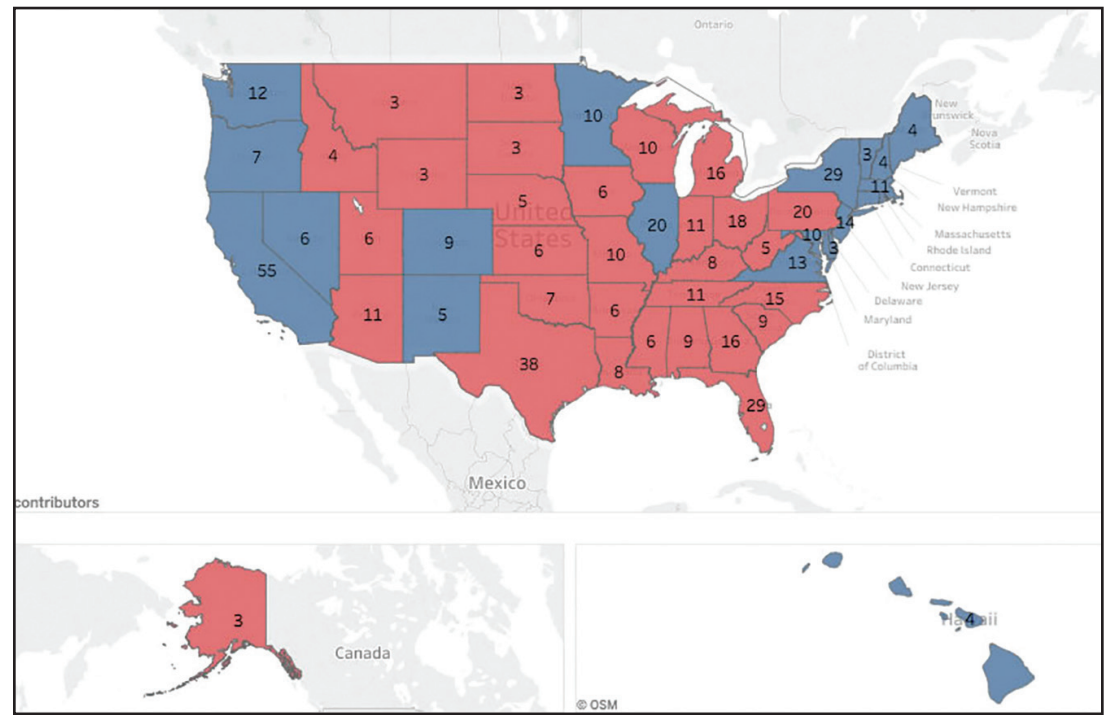 Ontario
12
3
3
10
New
unswick
4
Nova
Scotia
7
4
3
10
3
4
3
16
29
11
Vermont
New Hampshire
Massachusetts
Rhode Island
Connecticut
New Jersey
Delaware
Maryland
District
of Columbia
5
United
States
6
20
11
18
20
14
10
3
6
9
6
10
5
13
8
55
6
11
5
7
6
11
15
9
38
6
9
16
8
29
Mexico
contributors
3
Canada
Ha
4
aii
© OSM